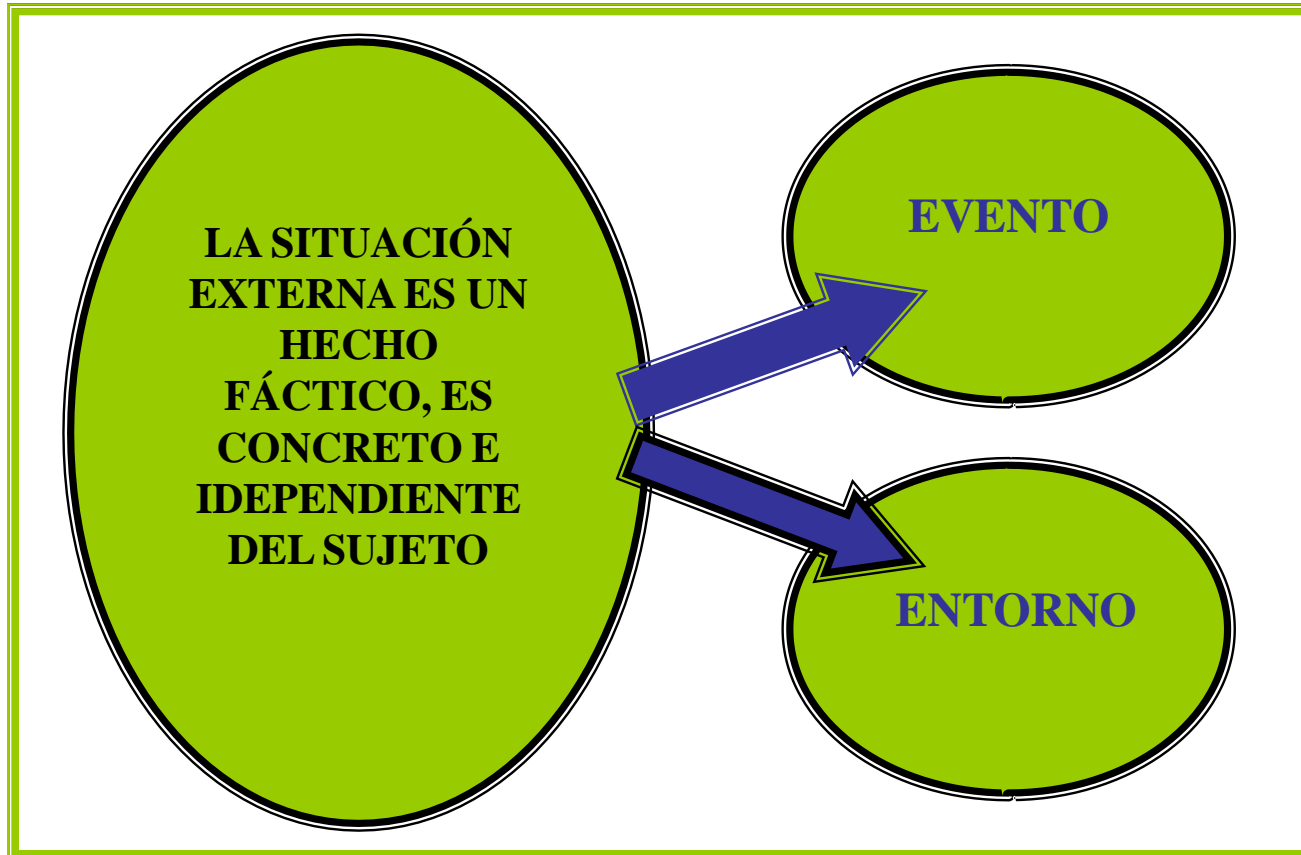 LA SITUACIÓN
EXTERNA ES UN
HECHO
FÁCTICO, ES
CONCRETO E
IDEPENDIENTE
DEL SUJETO
EVENTO
ENTORNO